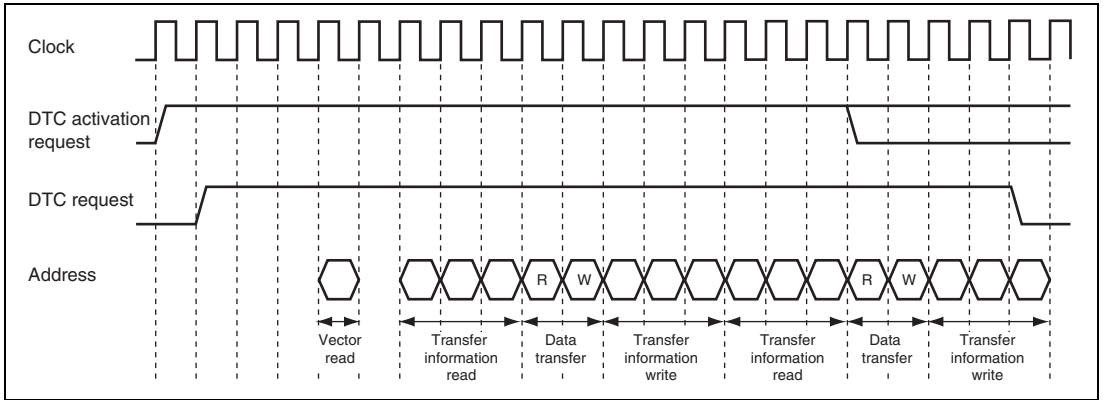 Clock
DTC activation
request
DTC request
Address
R
W
R
W
Vector
read
Transfer
information
read
Data
transfer
Transfer
information
write
Transfer
information
read
Data
transfer
Transfer
information
write